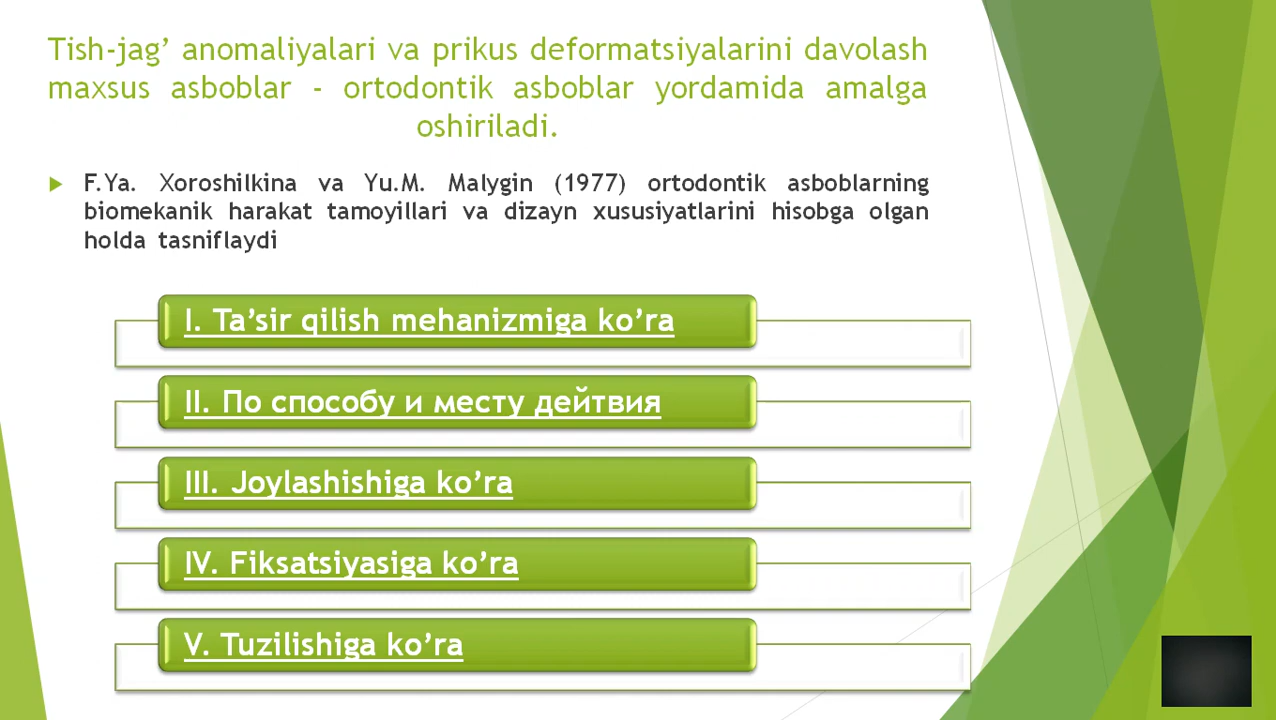 Tish-jag’ anomaliyalari va prikus deformatsiyalarini davolash
maxsus asboblar - ortodontik asboblar yordamida amalga
oshiriladi.
F.Ya. Xoroshilkina va Yu.M. Malygin (1977) ortodontik asboblarning
biomekanik harakat tamoyillari va dizayn xususiyatlarini hisobga olgan
holda tasniflaydi
I. Ta’sir qilish mehanizmiga ko’ra
II. По способу и месту дейтвия
III. Joylashishiga ko’ra
IV. Fiksatsiyasiga ko’ra
V. Tuzilishiga ko’ra